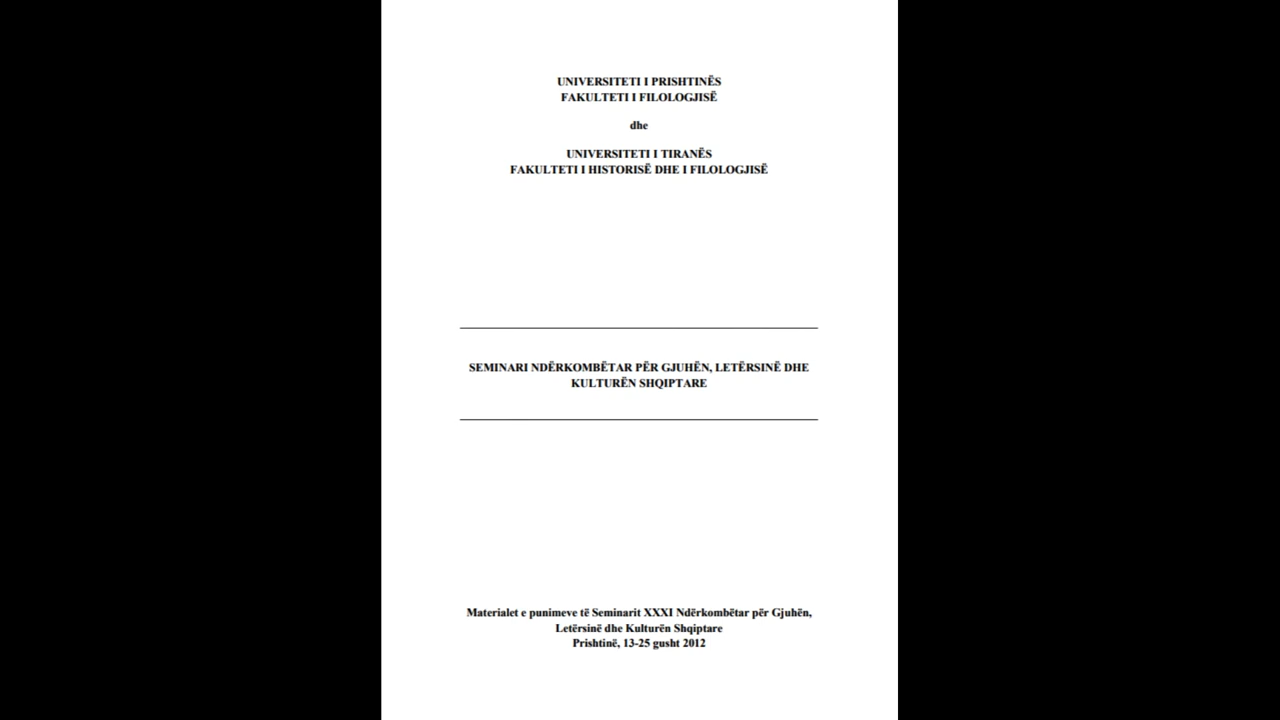 UNIVERSITETI I PRISHTINËS
FAKULTETI I FILOLOGJISË
dhe
UNIVERSITETI I TIRANËS
FAKULTETI I HISTORISË DHE I FILOLOGJISË
SEMINARI NDËRKOMBËTAR PËR GJUHËN, LETËRSINË DHE
KULTURËN SHQIPTARE
Materialet e punimeve të Seminarit XXXI Ndërkombëtar për Gjuhën,
Letërsinë dhe Kulturën Shqiptare
Prishtinë, 13-25 gusht 2012